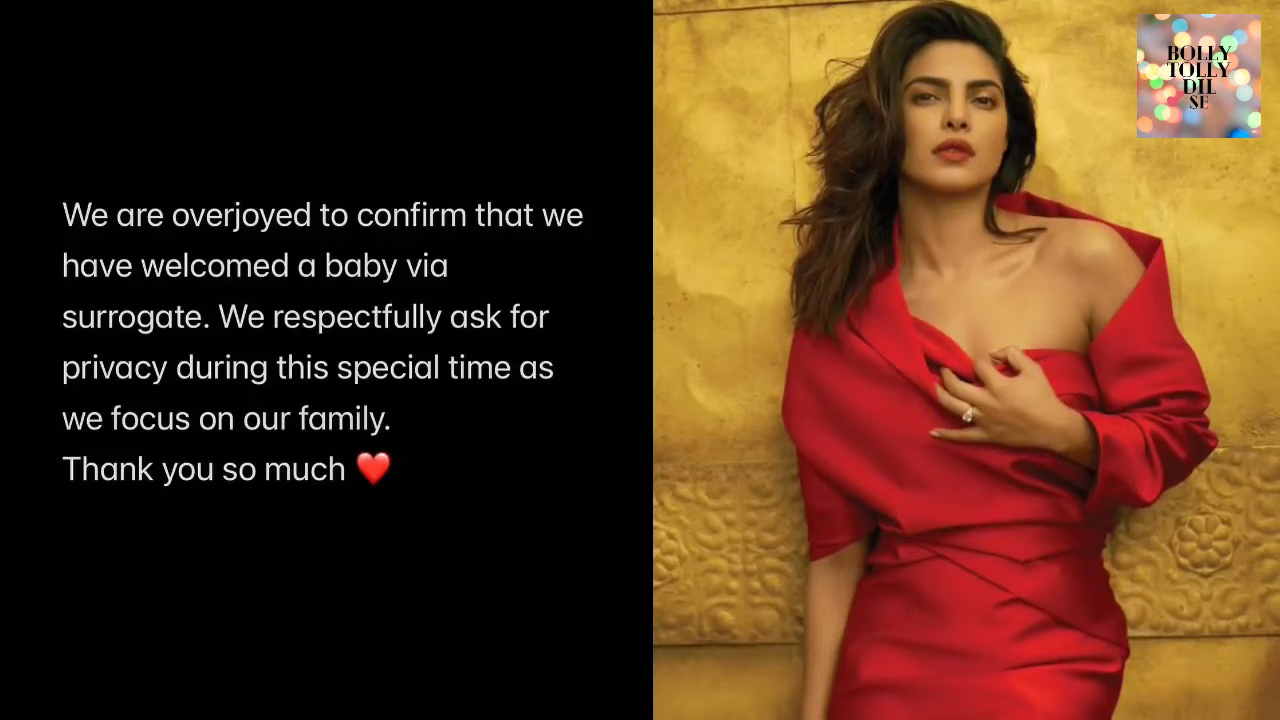 We are overjoyed to confirm that we
have welcomed a baby via
surrogate. We respectfully ask for
privacy during this special time as
we focus on our family.
Thank you so much ❤️
BOLLY
TOLLY
DIL
SE